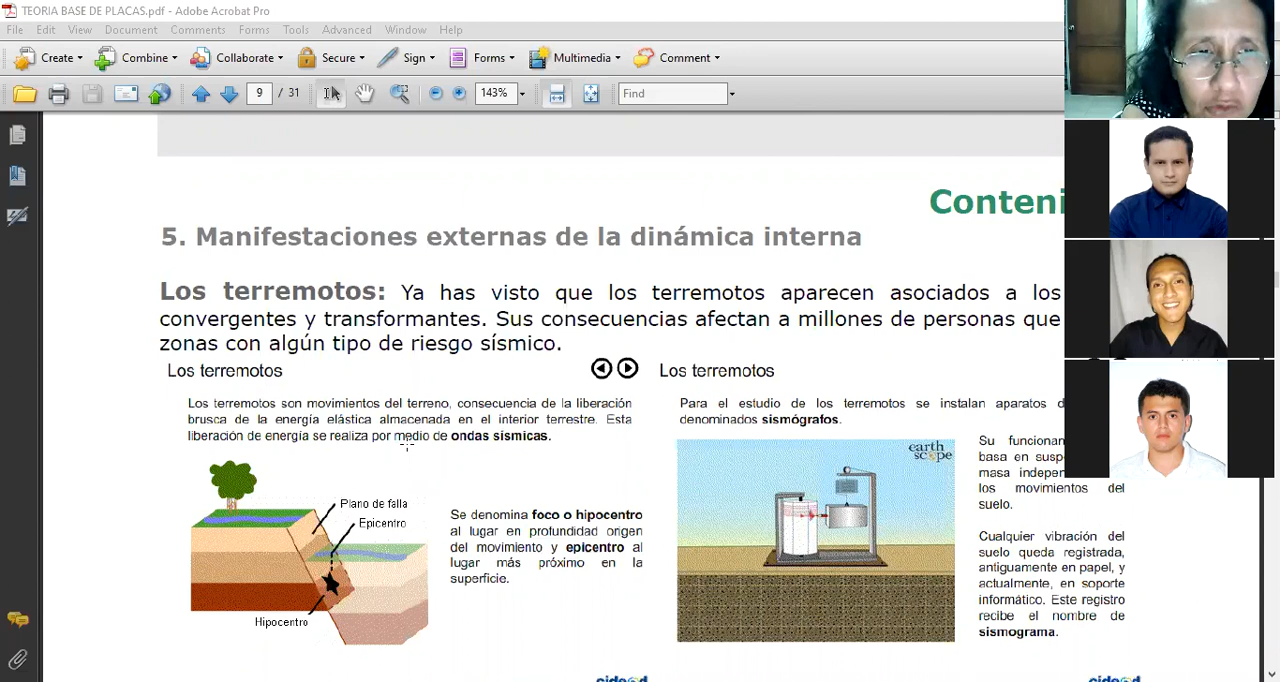 TEORIA BASE DE PLACAS.pdf - Adobe Acrobat Pro
File Edit View Document Comments Forms Tools Advanced Window Help
Create Combine Collaborate Secure Sign Forms Multimedia Comment
9 / 31 143% Find
5. Manifestaciones externas de la dinámica interna
Los terremotos: Ya has visto que los terremotos aparecen asociados a los
convergentes y transformantes. Sus consecuencias afectan a millones de personas que
zonas con algún tipo de riesgo sísmico.
Los terremotos
Los terremotos son movimientos del terreno, consecuencia de la liberación
brusca de la energía elástica almacenada en el interior terrestre. Esta
liberación de energía se realiza por medio de ondas sísmicas.
Plano de falla
Epicentro
Hipocentro
Se denomina foco o hipocentro
al lugar en profundidad origen
del movimiento y epicentro al
lugar más próximo en la
superficie.
Los terremotos
Para el estudio de los terremotos se instalan aparatos
denominados sismógrafos.
earth
scope
Su
basa en
masa
los movimientos del
suelo.
Cualquier vibración del
suelo queda registrada,
antiguamente en papel, y
actualmente, en soporte
informático. Este registro
recibe el nombre de
sismograma.